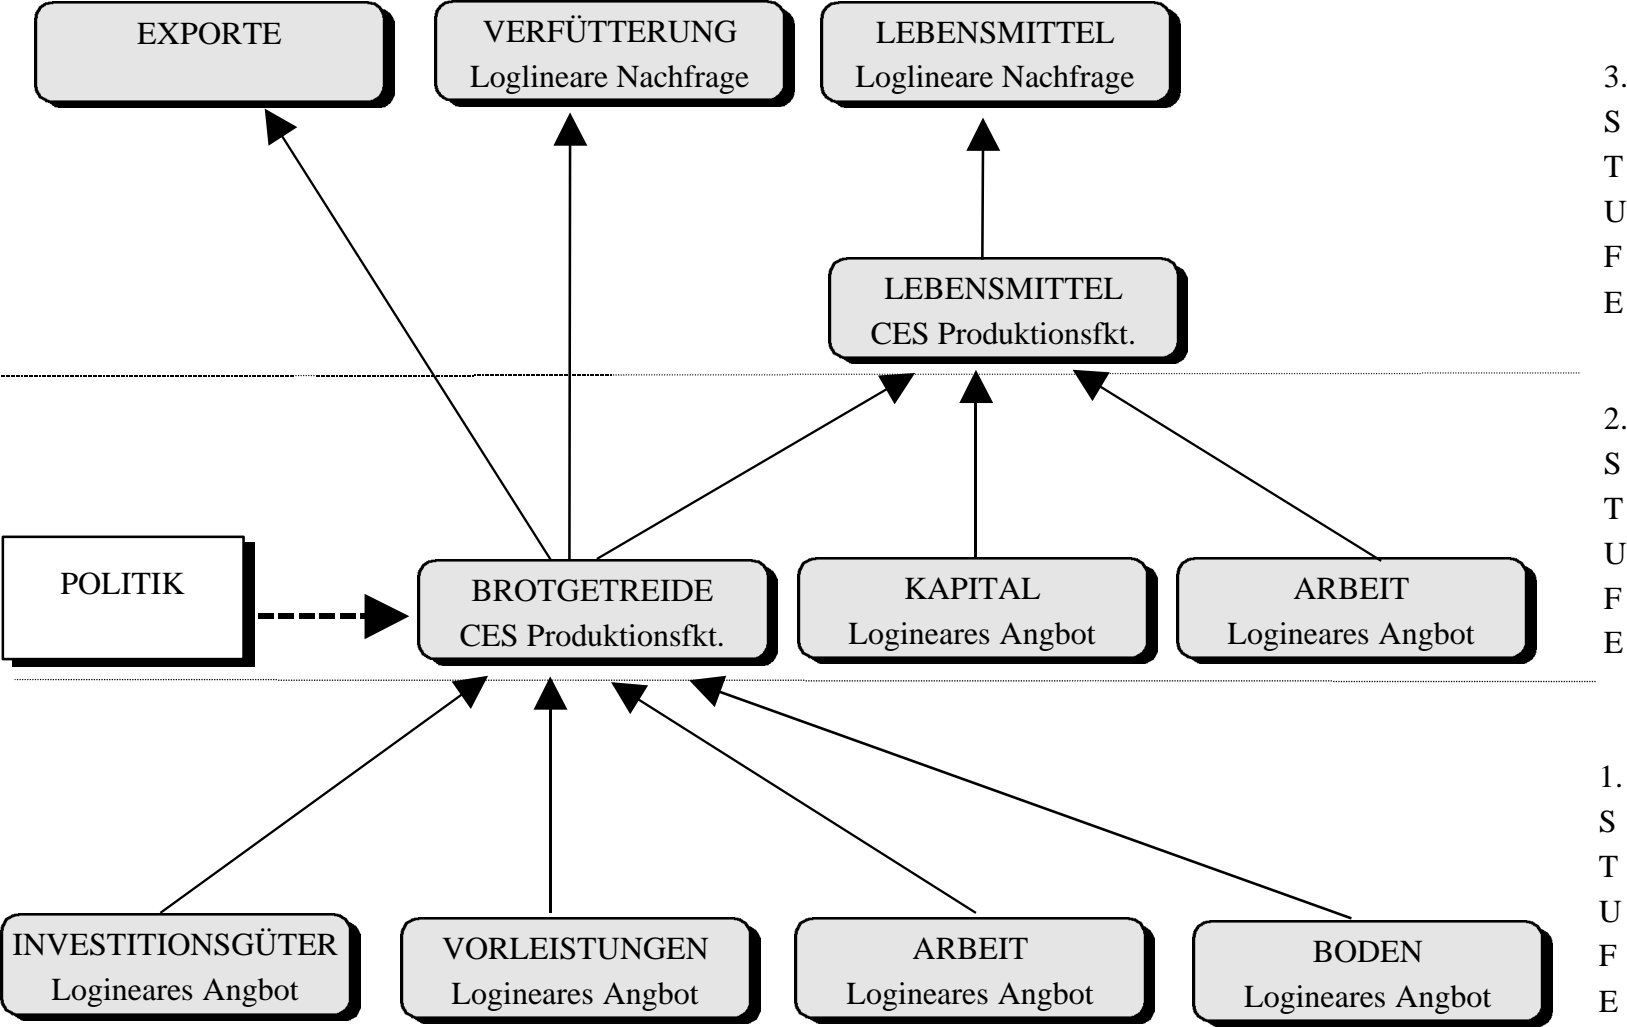 EXPORTE
VERFÜTTERUNG
Loglineare Nachfrage
LEBENSMITTEL
Loglineare Nachfrage
LEBENSMITTEL
CES Produktionsfkt.
3.
S
T
U
F
E
POLITIK
BROTGETREIDE
CES Produktionsfkt.
KAPITAL
Logineares Angbot
ARBEIT
Logineares Angbot
2.
S
T
U
F
E
INVESTITIONSGÜTER
Logineares Angbot
VORLEISTUNGEN
Logineares Angbot
ARBEIT
Logineares Angbot
BODEN
Logineares Angbot
1.
S
T
U
F
E